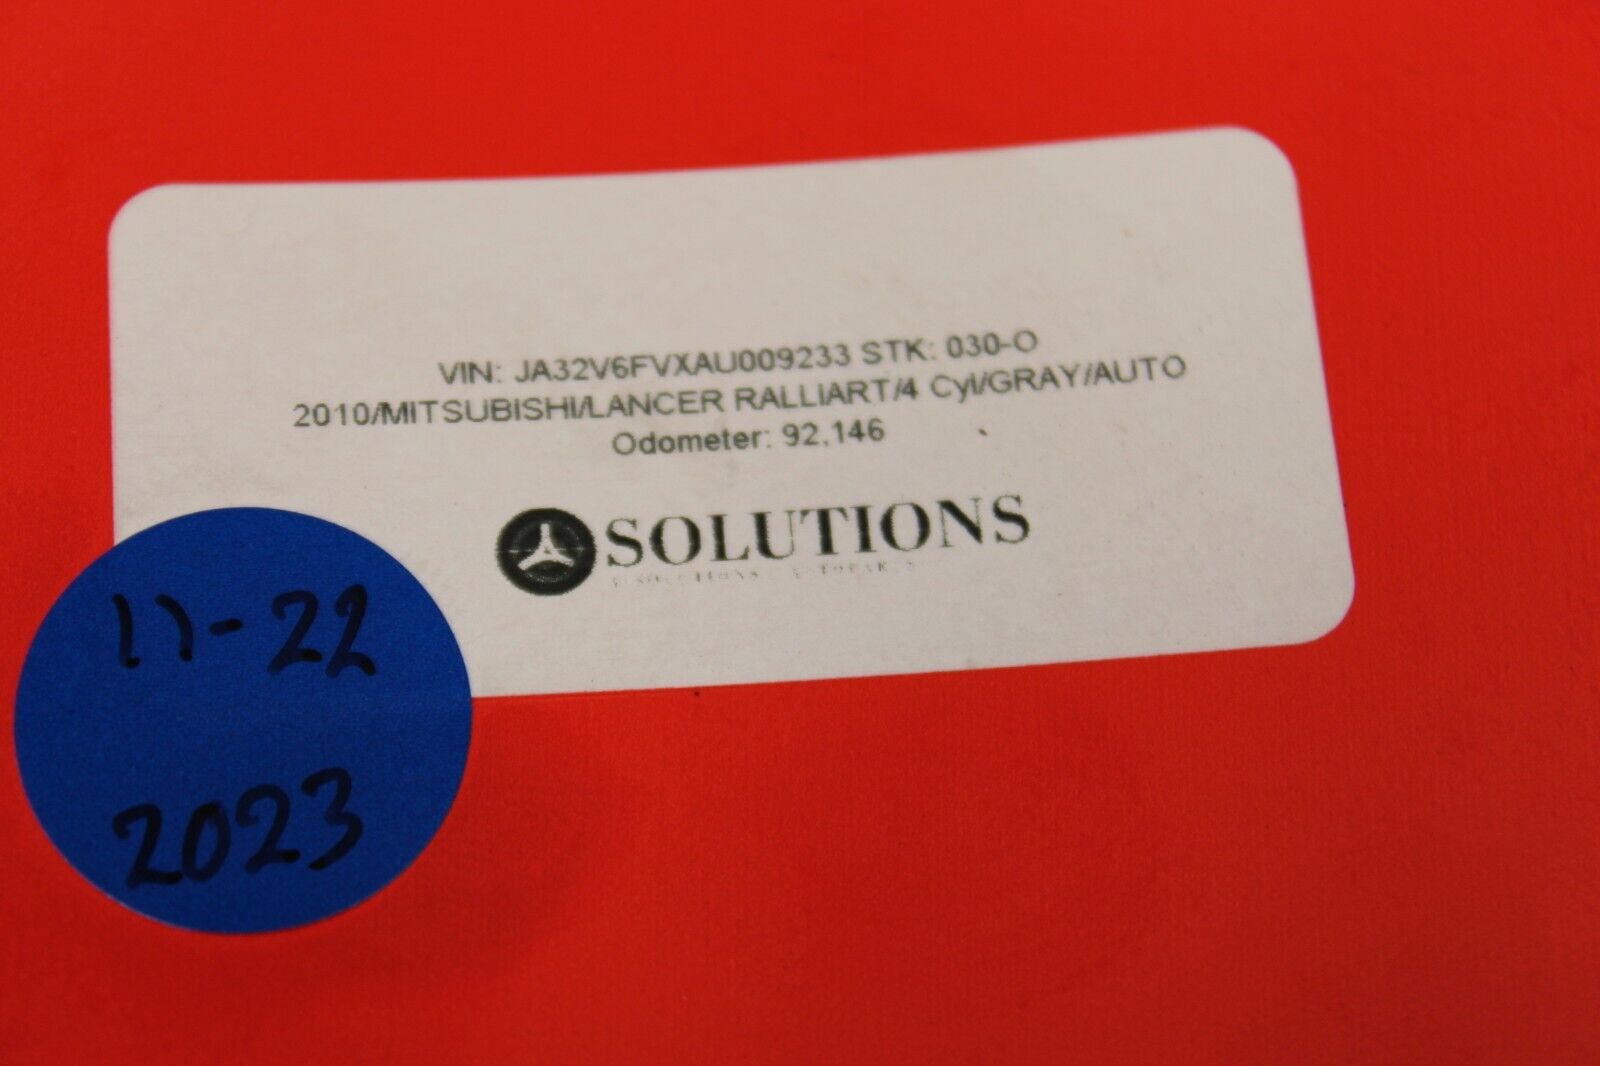 VIN: JA32V6FVXAU009233 STK: 030-O
2010/MITSUBISHI/LANCER RALLIART/4 Cyl/GRAY/AUTO
Odometer: 92,146
SOLUTIONS
11-22
2023